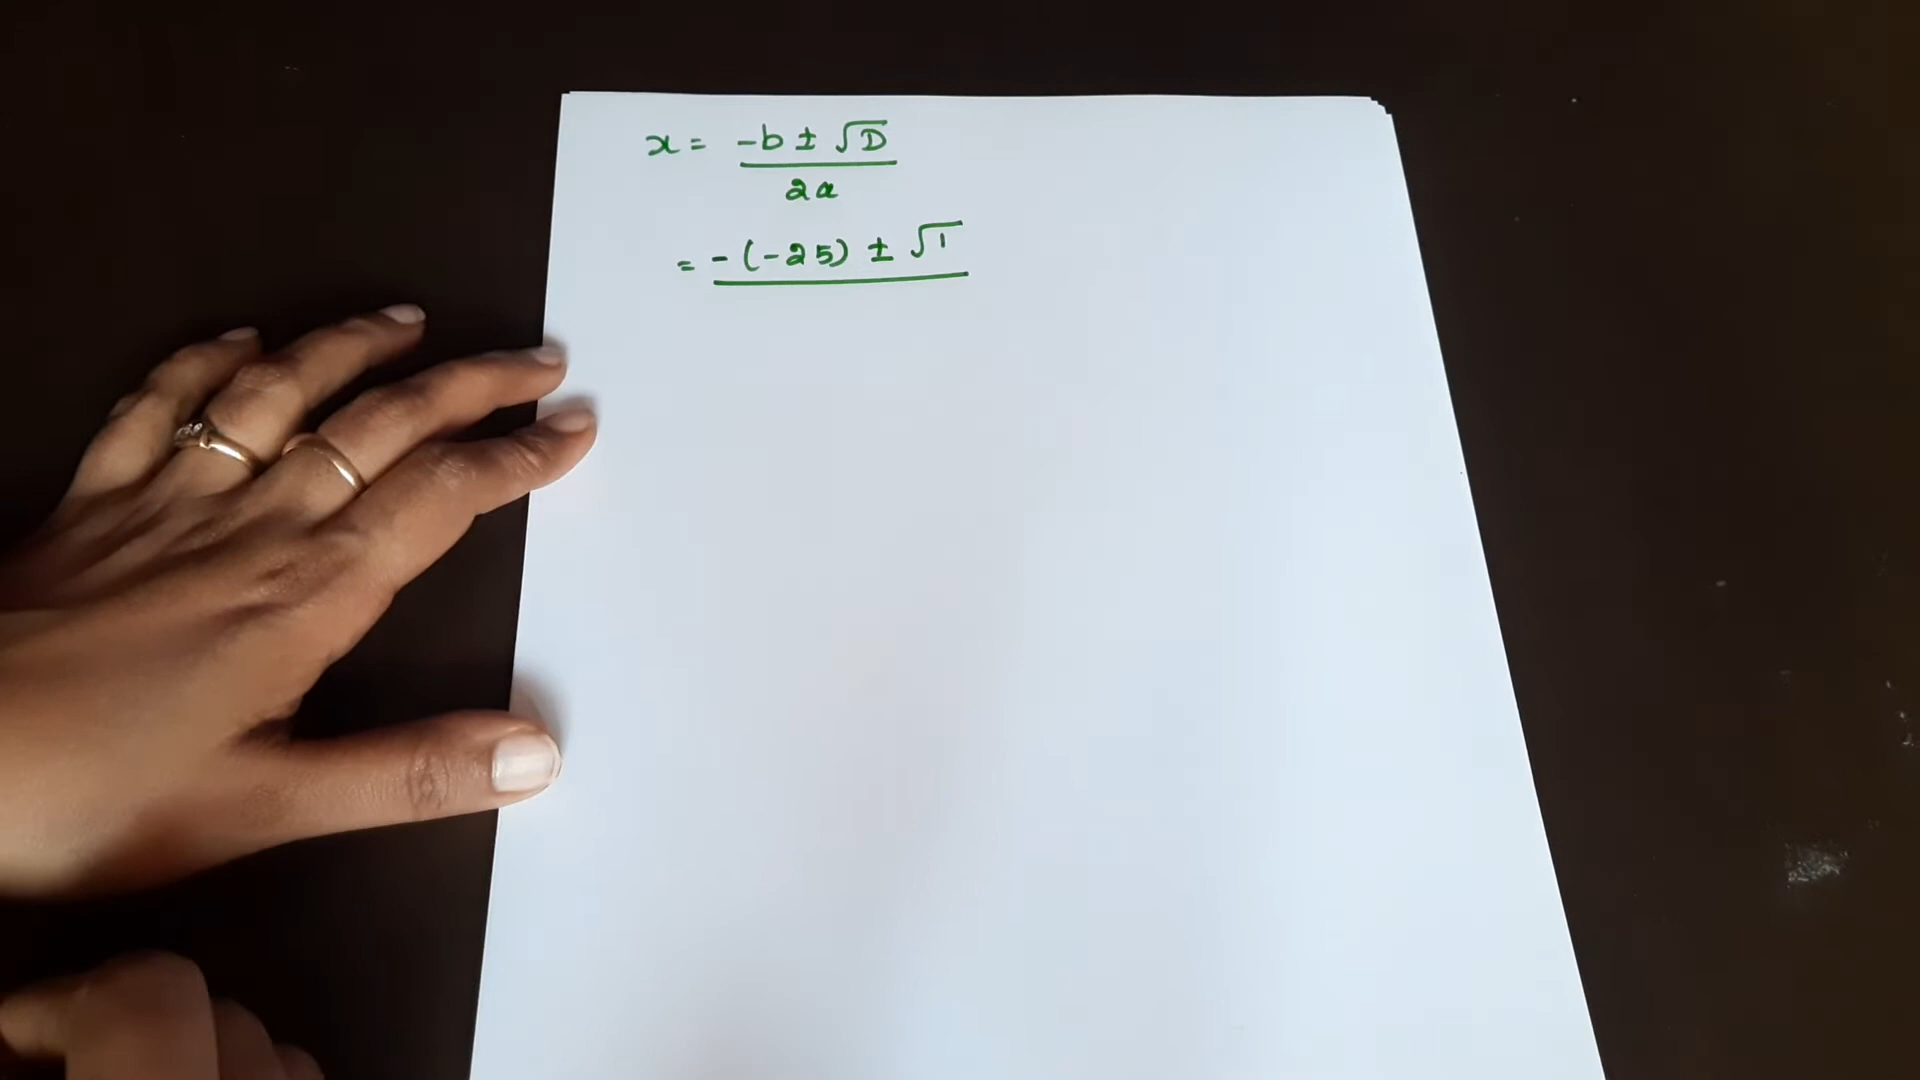 x = -b ± √D
2a
= -(-25) ± √1